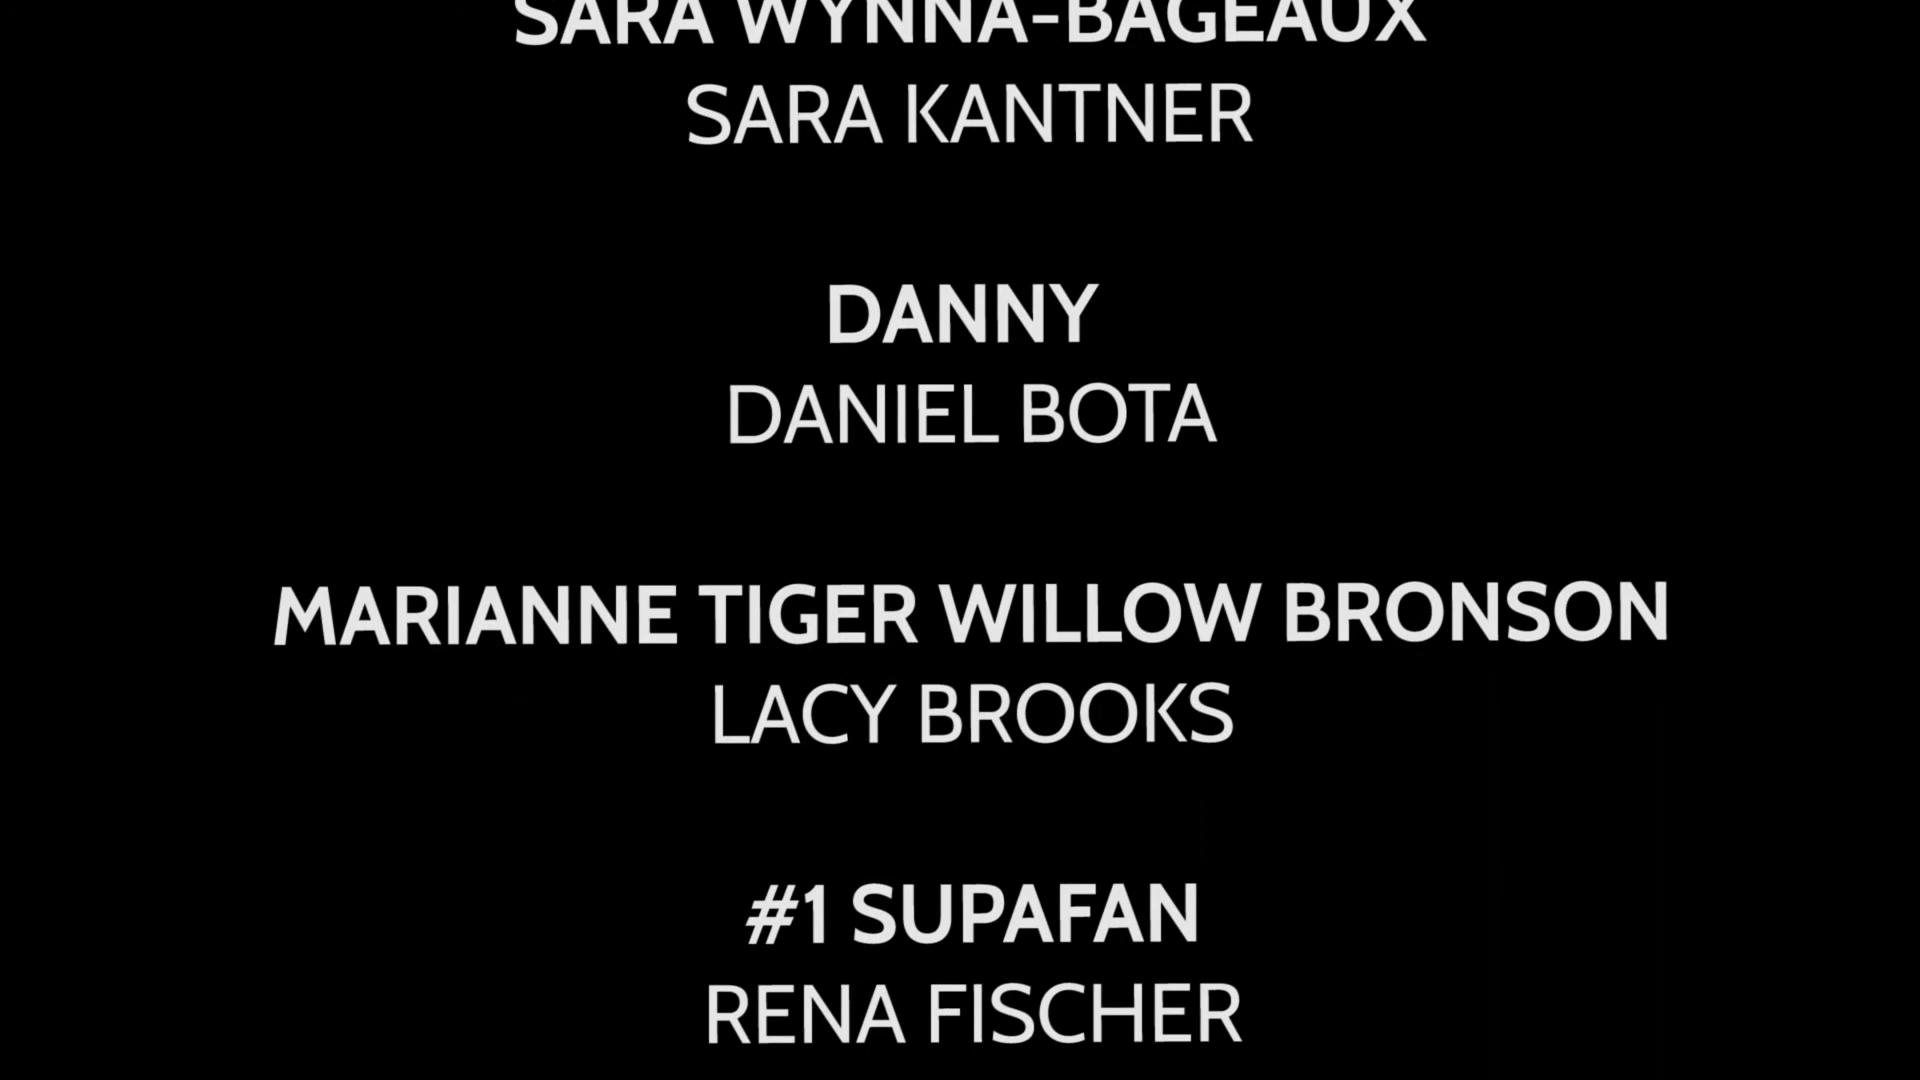 SARA WYNNA-BAGEAUX
SARA KANTNER
DANNY
DANIEL BOTA
MARIANNE TIGER WILLOW BRONSON
LACY BROOKS
#1 SUPAFAN
RENA FISCHER